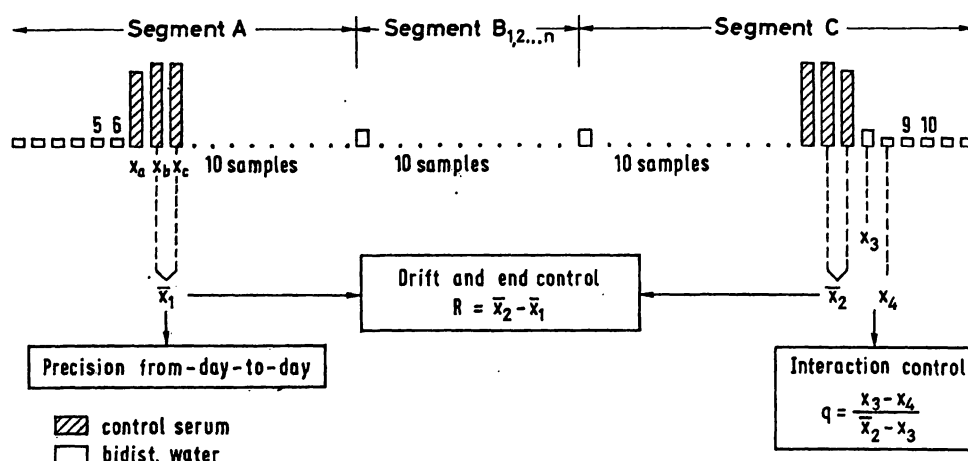 Segment A
Segment B1,2...n
Segment C
5 6
9 10
xa xb xc
10 samples
10 samples
10 samples
x3
x̄1
Drift and end control
R = x̄2 - x̄1
x̄2
x4
Precision from-day-to-day
Interaction control
q = (x3 - x4) / (x̄2 - x3)
control serum
bidist. water